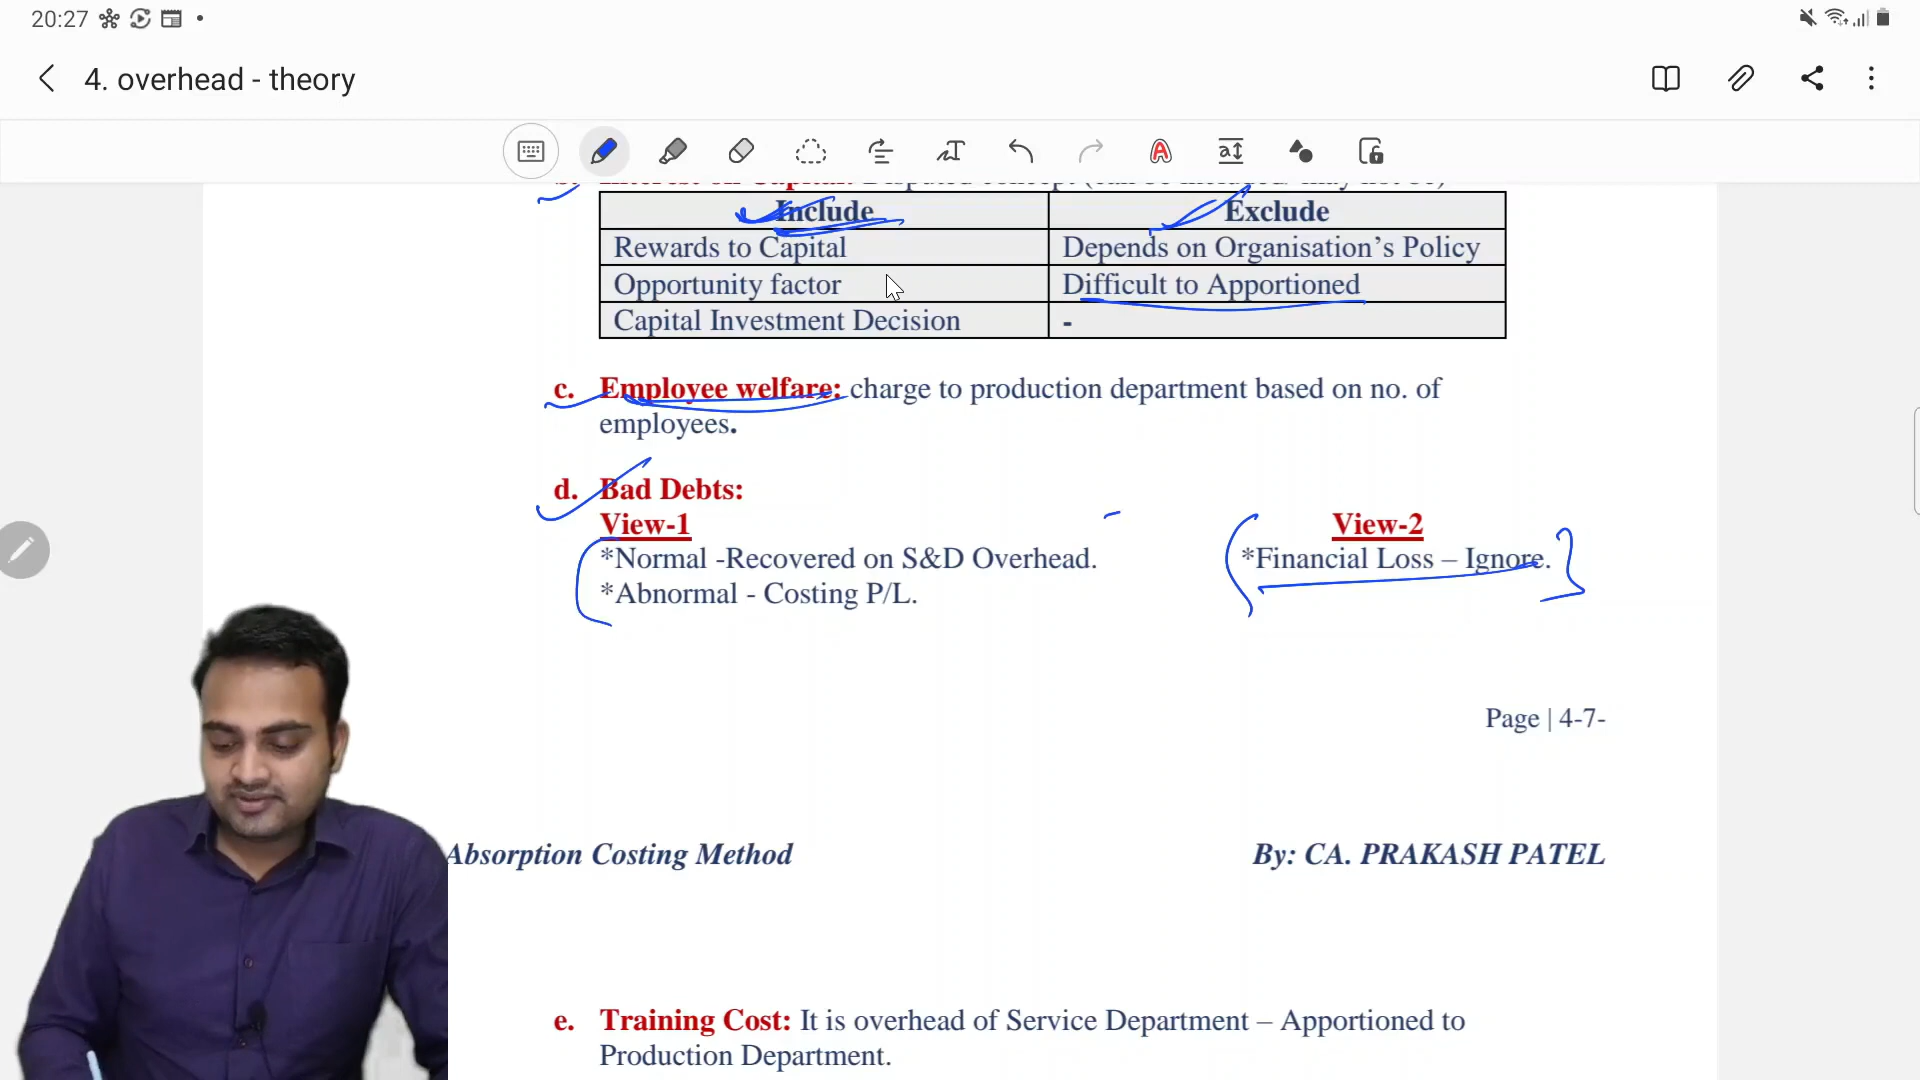 20:27
4. overhead - theory
Include Exclude
Rewards to Capital Depends on Organisation’s Policy
Opportunity factor Difficult to Apportioned
Capital Investment Decision -
c. Employee welfare: charge to production department based on no. of
employees.
d. Bad Debts:
View-1 View-2
*Normal -Recovered on S&D Overhead. *Financial Loss – Ignore.
*Abnormal - Costing P/L.
Page | 4-7-
Absorption Costing Method By: CA. PRAKASH PATEL
e. Training Cost: It is overhead of Service Department – Apportioned to
Production Department.